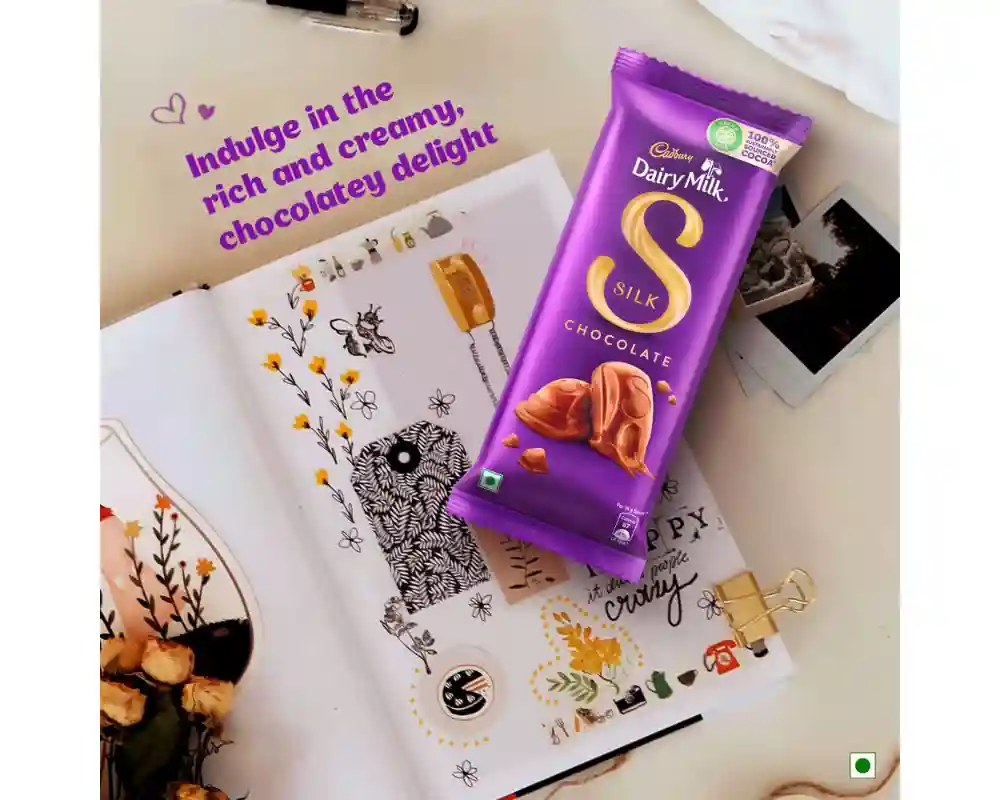 Indulge in the
rich and creamy,
chocolatey delight
100%
SUSTAINABLY
SOURCED
COCOA
Cadbury
Dairy Milk
S
SILK
CHOCOLATE
PPY
people
crazy